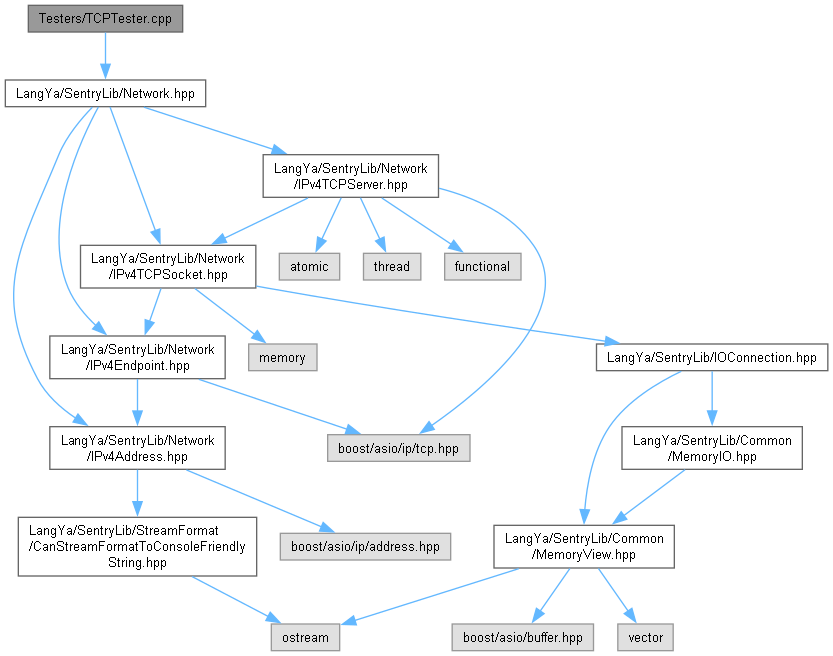 Testers/TCPTester.cpp
LangYa/SentryLib/Network.hpp
LangYa/SentryLib/Network
/IPv4TCPServer.hpp
LangYa/SentryLib/Network
/IPv4TCPSocket.hpp
atomic
thread
functional
LangYa/SentryLib/Network
/IPv4Endpoint.hpp
memory
LangYa/SentryLib/IOConnection.hpp
LangYa/SentryLib/Network
/IPv4Address.hpp
boost/asio/ip/tcp.hpp
LangYa/SentryLib/Common
/MemoryIO.hpp
LangYa/SentryLib/StreamFormat
/CanStreamFormatToConsoleFriendly
String.hpp
boost/asio/ip/address.hpp
LangYa/SentryLib/Common
/MemoryView.hpp
ostream
boost/asio/buffer.hpp
vector